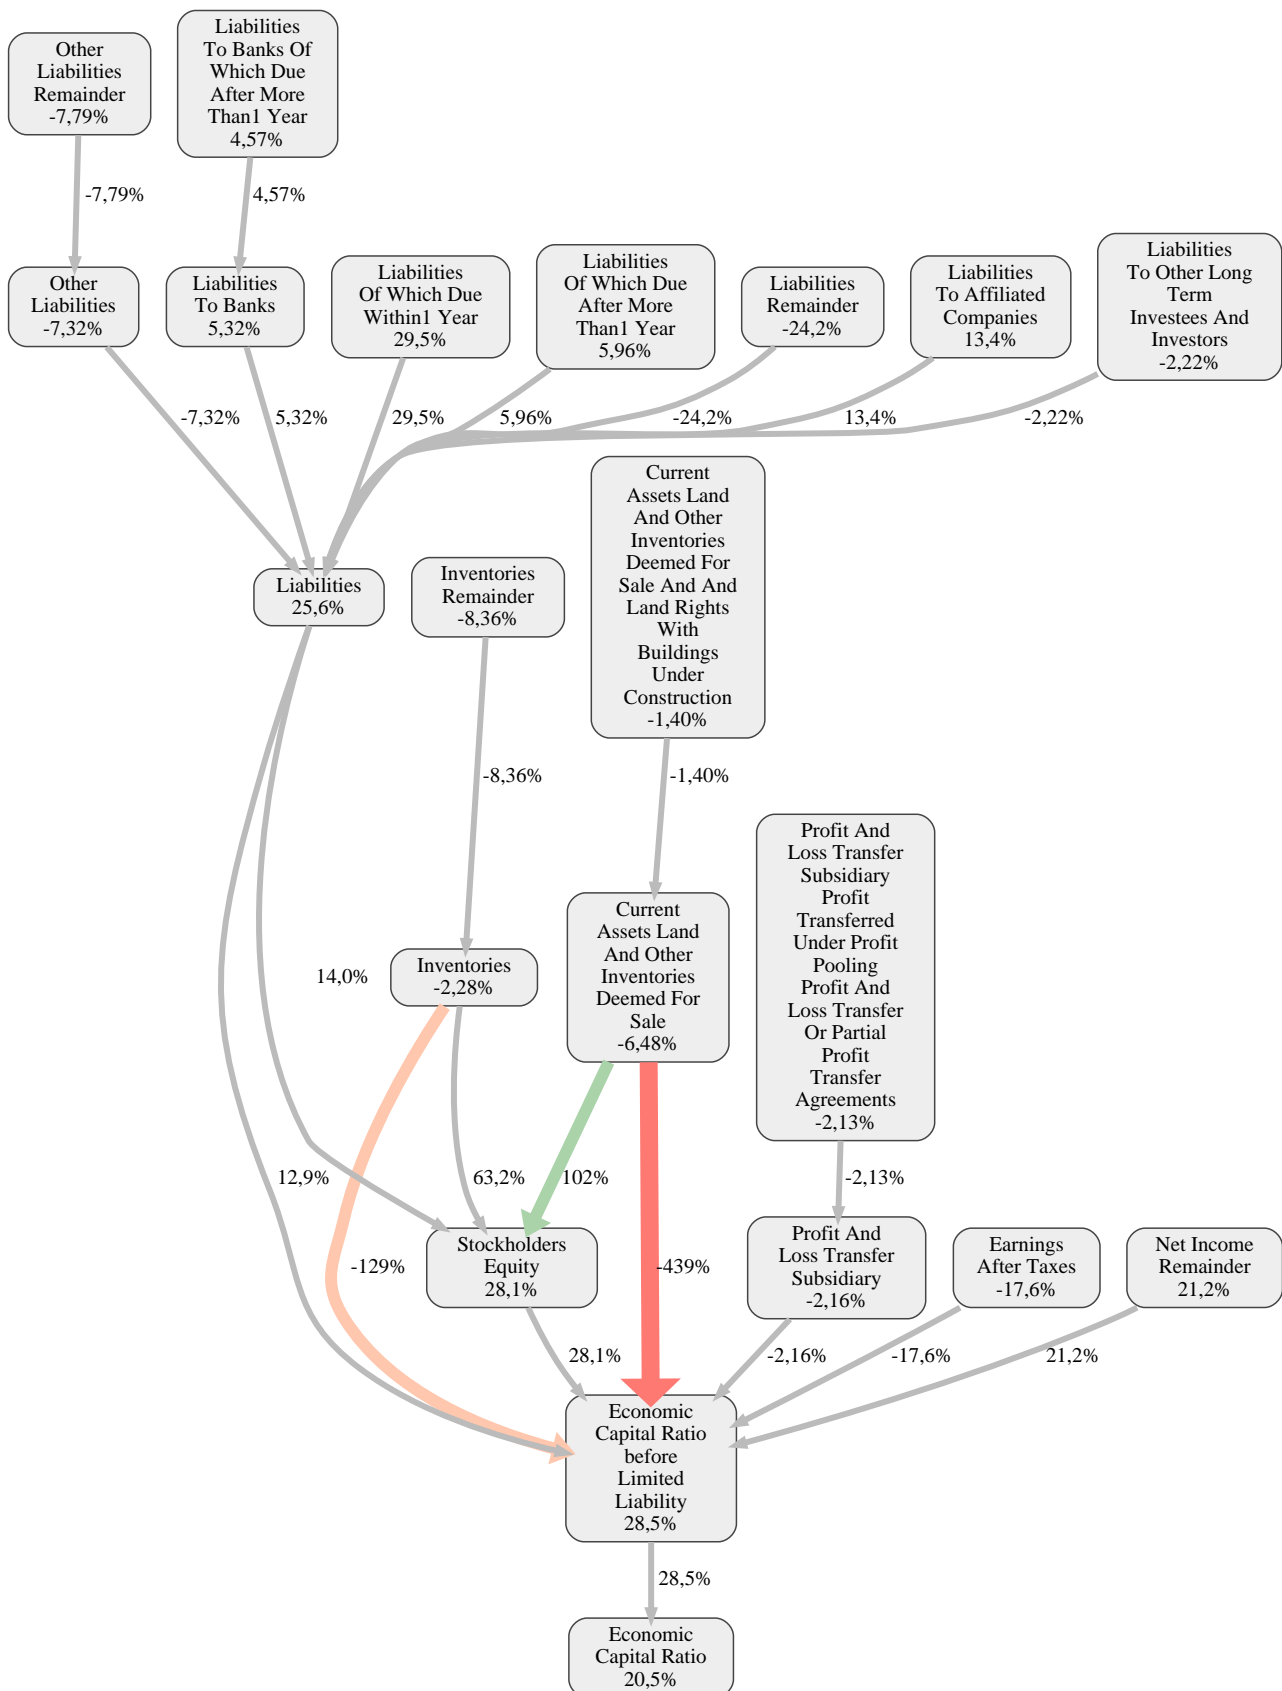 Other
Liabilities
Remainder
-7,79%
Liabilities
To Banks Of
Which Due
After More
Than1 Year
4,57%
-7,79%
4,57%
Other
Liabilities
-7,32%
Liabilities
To Banks
5,32%
Liabilities
Of Which Due
Within1 Year
29,5%
Liabilities
Of Which Due
After More
Than1 Year
5,96%
Liabilities
Remainder
-24,2%
Liabilities
To Affiliated
Companies
13,4%
Liabilities
To Other Long
Term
Investees And
Investors
-2,22%
-7,32%
5,32%
29,5%
5,96%
-24,2%
13,4%
-2,22%
Liabilities
25,6%
Inventories
Remainder
-8,36%
Current
Assets Land
And Other
Inventories
Deemed For
Sale And And
Land Rights
With
Buildings
Under
Construction
-1,40%
-8,36%
-1,40%
Profit And
Loss Transfer
Subsidiary
Profit
Transferred
Under Profit
Pooling
Profit And
Loss Transfer
Or Partial
Profit
Transfer
Agreements
-2,13%
14,0%
Inventories
-2,28%
Current
Assets Land
And Other
Inventories
Deemed For
Sale
-6,48%
12,9%
63,2%
102%
-2,13%
-129%
Stockholders
Equity
28,1%
-439%
Profit And
Loss Transfer
Subsidiary
-2,16%
Earnings
After Taxes
-17,6%
Net Income
Remainder
21,2%
28,1%
-2,16%
-17,6%
21,2%
Economic
Capital Ratio
before
Limited
Liability
28,5%
28,5%
Economic
Capital Ratio
20,5%